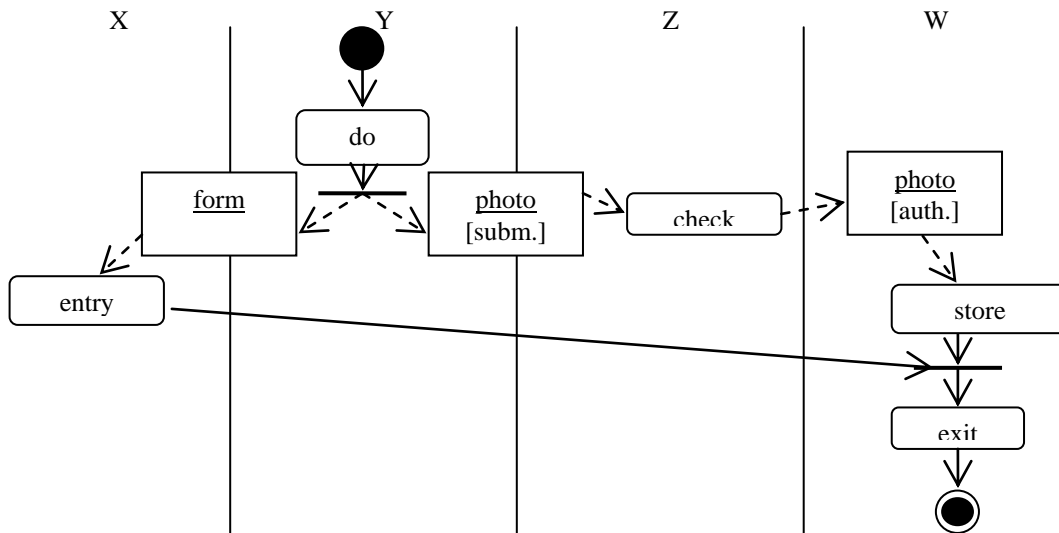 X
Y
Z
W
do
form
photo
[subm.]
check
photo
[auth.]
entry
store
exit